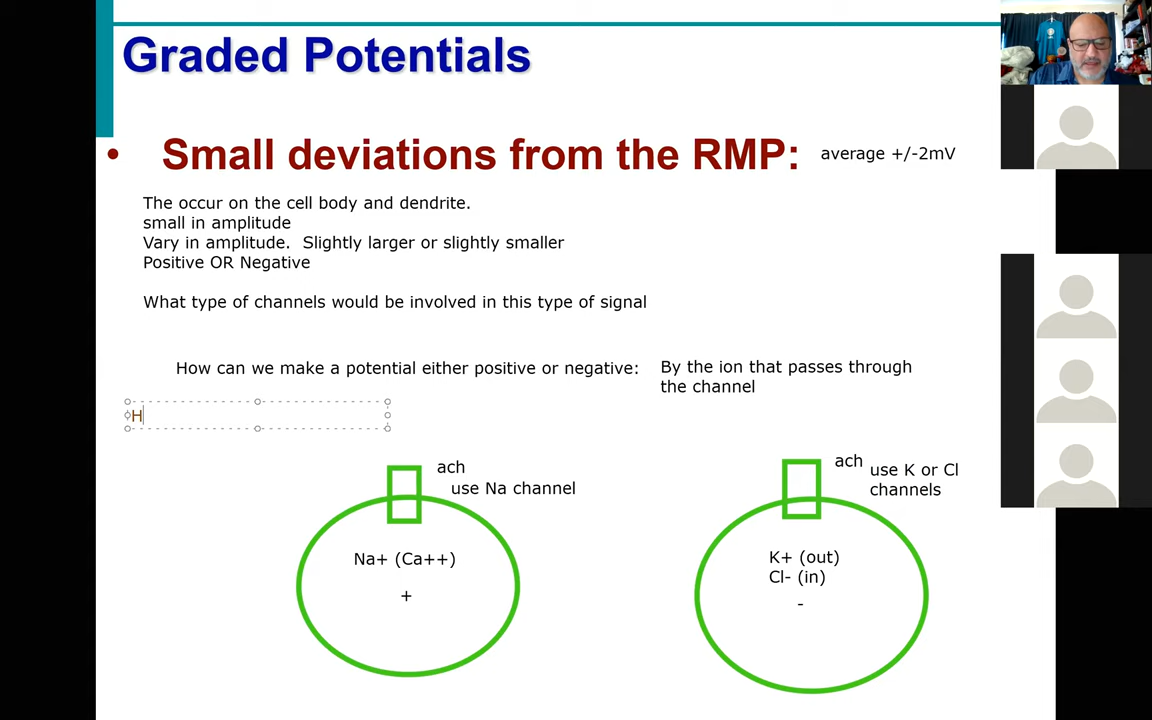 Graded Potentials
• Small deviations from the RMP: average +/-2mV
The occur on the cell body and dendrite.
small in amplitude
Vary in amplitude. Slightly larger or slightly smaller
Positive OR Negative
What type of channels would be involved in this type of signal
How can we make a potential either positive or negative: By the ion that passes through
the channel
H
ach
use Na channel
Na+ (Ca++)
+
ach
use K or Cl
channels
K+ (out)
Cl- (in)
-